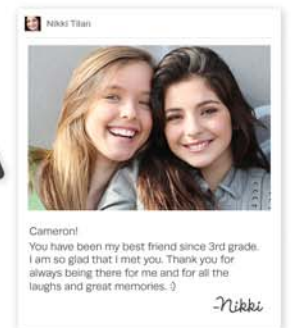 Nikki Tilan
Cameron!
You have been my best friend since 3rd grade.
I am so glad that I met you. Thank you for
always being there for me and for all the
laughs and great memories. :)
-Nikki